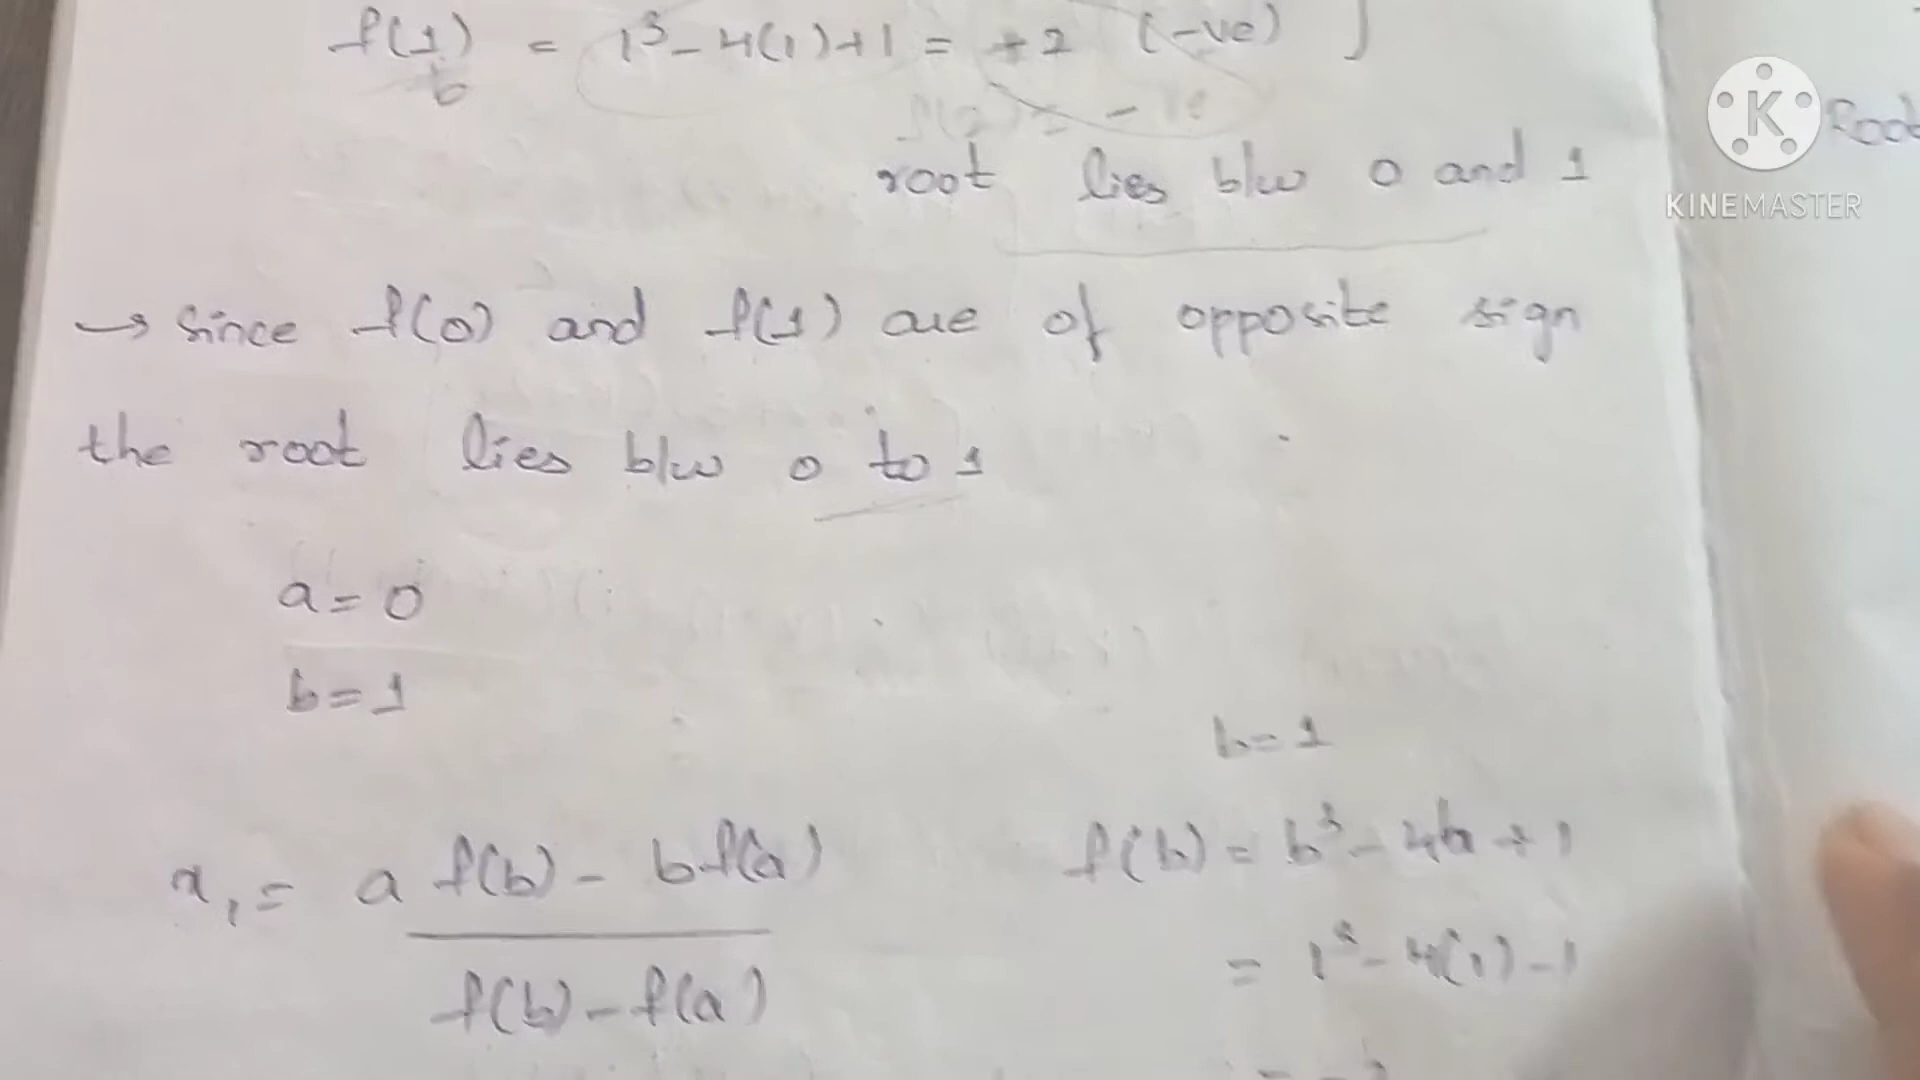 f(1) = 1³ - 4(1) + 1 = +2 (-ve) ]
b
root lies b/w 0 and 1
→ since f(0) and f(1) are of opposite sign
the root lies b/w 0 to 1
a = 0
b = 1
x₁ = a f(b) - b f(a)
f(b) - f(a)
b = 1
f(b) = b³ - 4b + 1
= 1³ - 4(1) - 1
Root
K
KINEMASTER